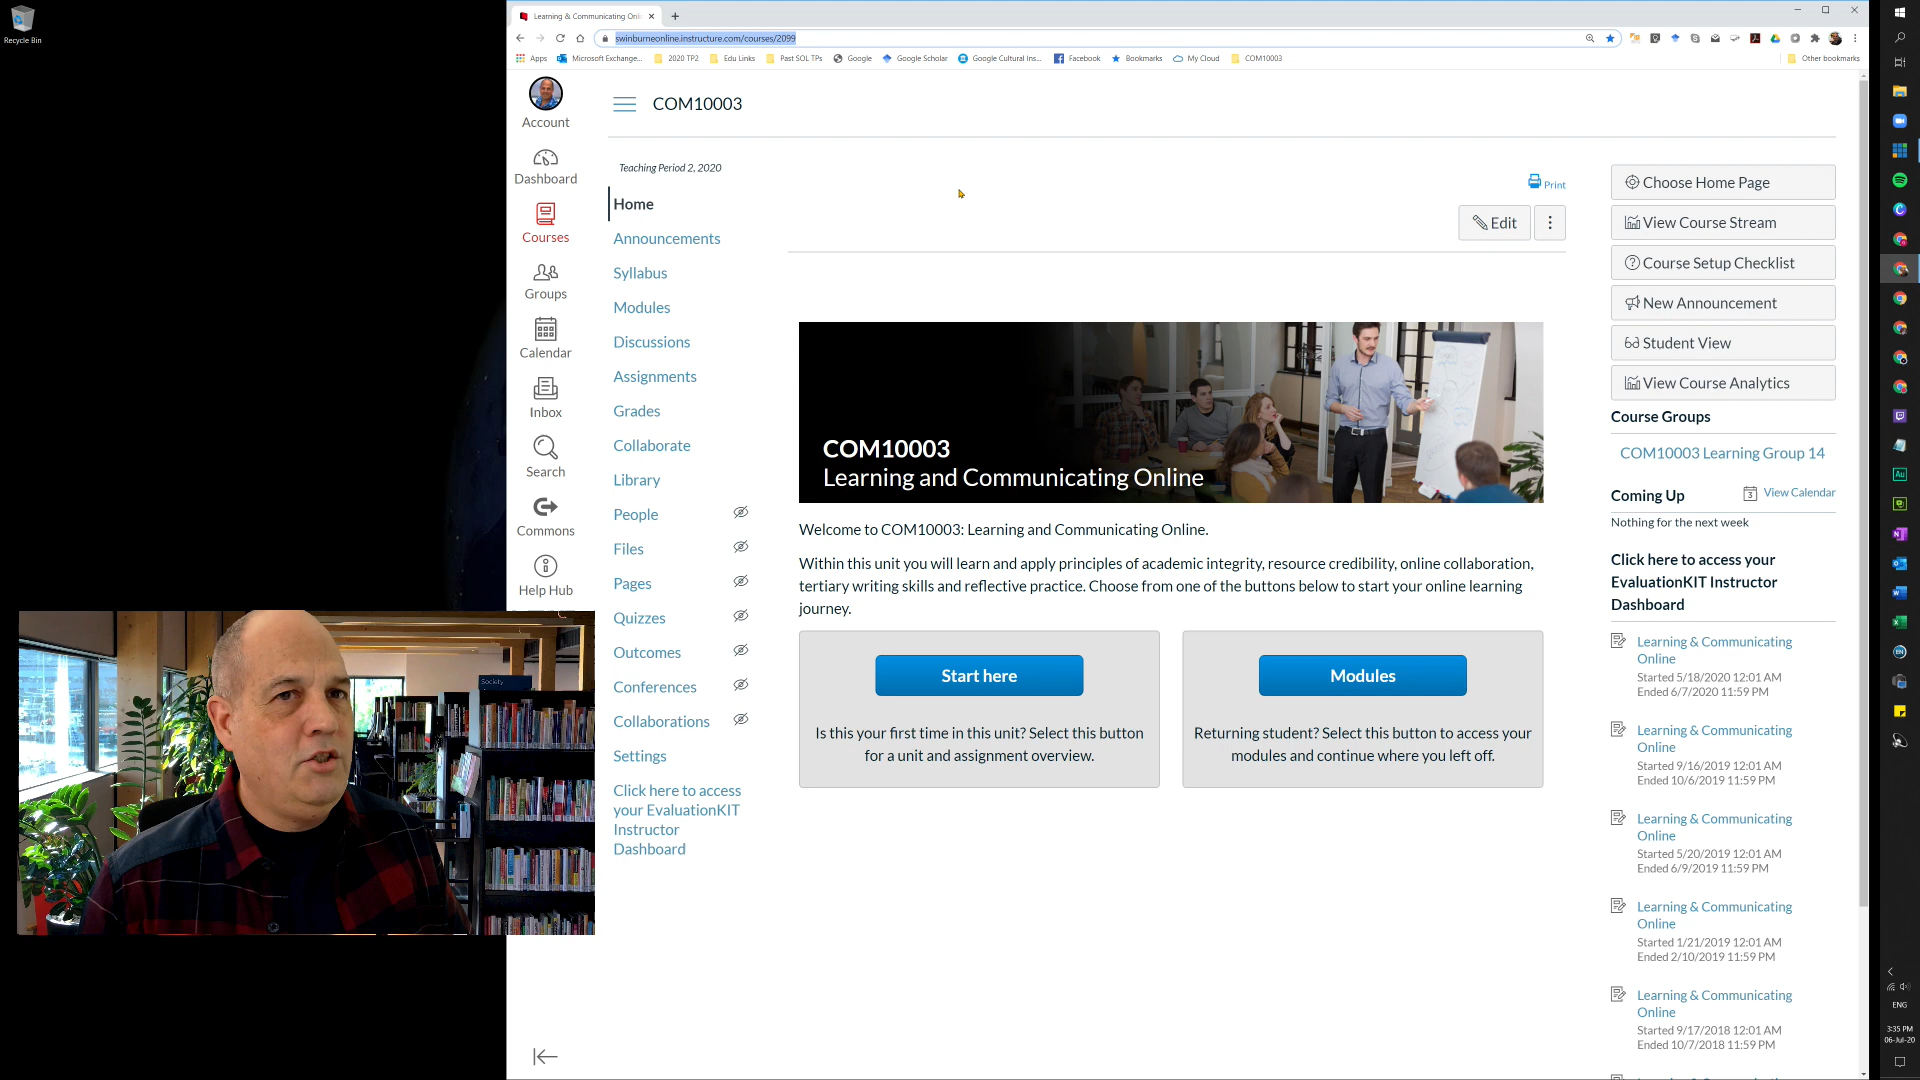 Recycle Bin
Learning & Communicating Onli
swinburneonline.instructure.com/courses/2099
Apps
Microsoft Exchange...
2020 TP2
Edu Links
Past SOL TPs
Google
Google Scholar
Google Cultural Ins...
Facebook
Bookmarks
My Cloud
COM10003
Other bookmarks
Account
Dashboard
Courses
Groups
Calendar
Inbox
Search
Commons
Help Hub
COM10003
Teaching Period 2, 2020
Home
Announcements
Syllabus
Modules
Discussions
Assignments
Grades
Collaborate
Library
People
Files
Pages
Quizzes
Outcomes
Conferences
Collaborations
Settings
Click here to access
your EvaluationKIT
Instructor
Dashboard
Print
Edit
COM10003
Learning and Communicating Online
Welcome to COM10003: Learning and Communicating Online.
Within this unit you will learn and apply principles of academic integrity, resource credibility, online collaboration,
tertiary writing skills and reflective practice. Choose from one of the buttons below to start your online learning
journey.
Start here
Is this your first time in this unit? Select this button
for a unit and assignment overview.
Modules
Returning student? Select this button to access your
modules and continue where you left off.
Choose Home Page
View Course Stream
Course Setup Checklist
New Announcement
Student View
View Course Analytics
Course Groups
COM10003 Learning Group 14
Coming Up
3
View Calendar
Nothing for the next week
Click here to access your
EvaluationKIT Instructor
Dashboard
Learning & Communicating
Online
Started 5/18/2020 12:01 AM
Ended 6/7/2020 11:59 PM
Learning & Communicating
Online
Started 9/16/2019 12:01 AM
Ended 10/6/2019 11:59 PM
Learning & Communicating
Online
Started 5/20/2019 12:01 AM
Ended 6/9/2019 11:59 PM
Learning & Communicating
Online
Started 1/21/2019 12:01 AM
Ended 2/10/2019 11:59 PM
Learning & Communicating
Online
Started 9/17/2018 12:01 AM
Ended 10/7/2018 11:59 PM
Society
Au
EN
ENG
3:35 PM
06-Jul-20